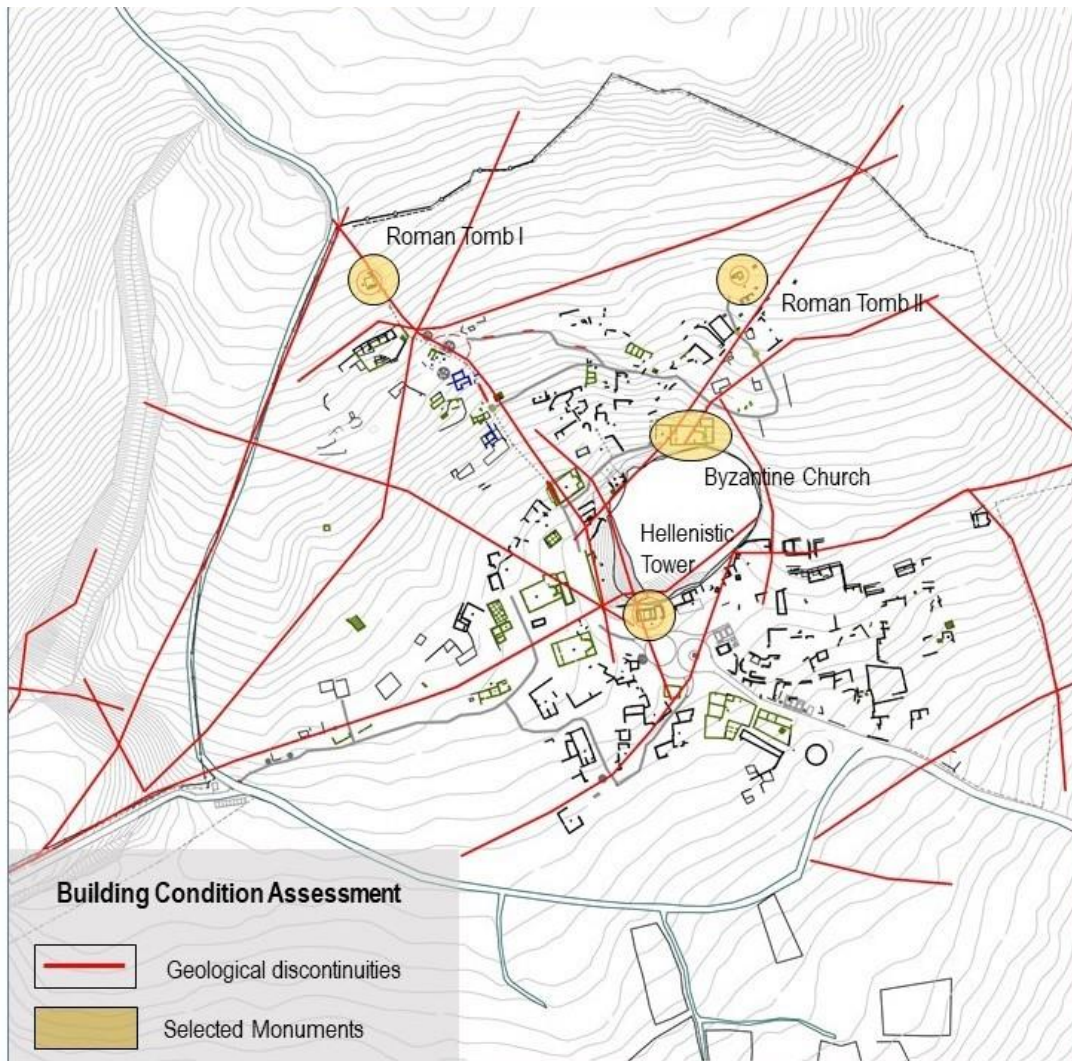 Roman Tomb I
Roman Tomb II
Byzantine Church
Hellenistic
Tower
Building Condition Assessment
Geological discontinuities
Selected Monuments